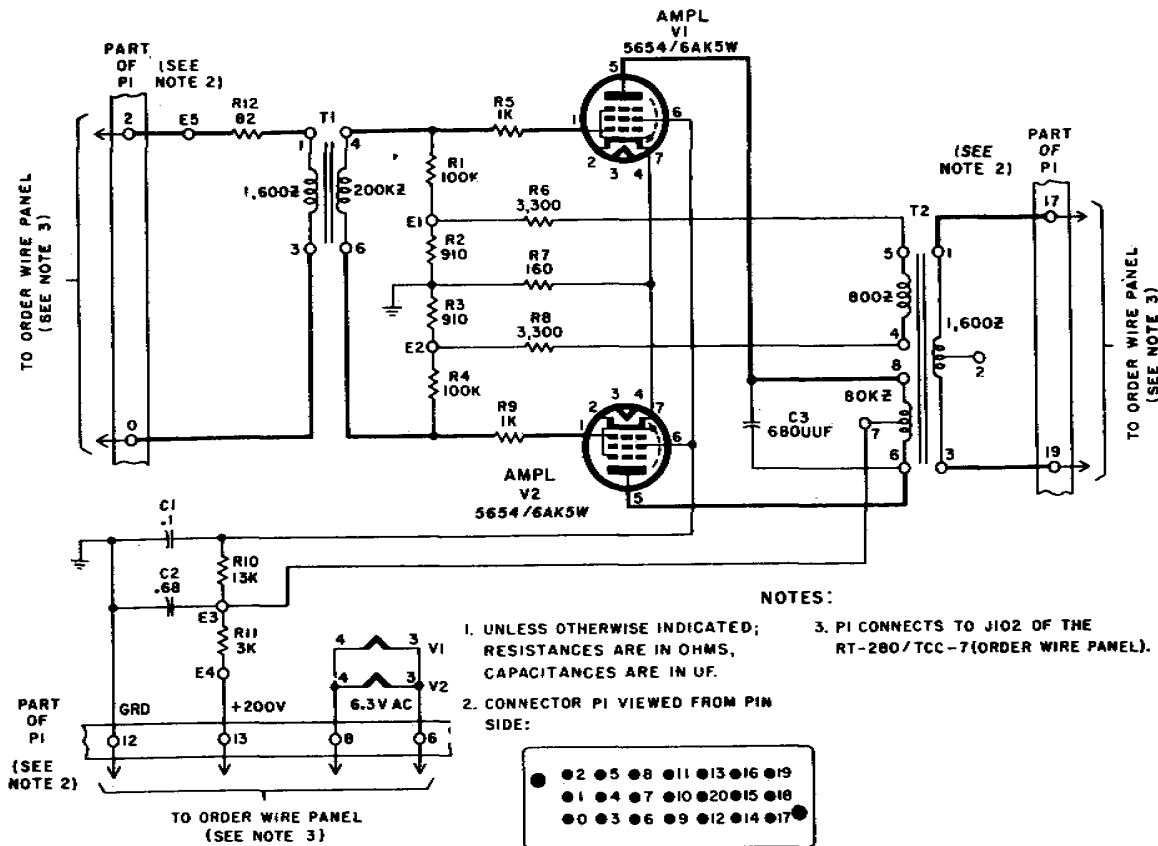 AMPL
V1
5654/6AK5W
PART
OF
P1
(SEE
NOTE 2)
2
E5
R12
82
T1
1
4
1,600Z
200KZ
3
6
0
TO ORDER WIRE PANEL
(SEE NOTE 3)
R5
1K
R1
100K
E1
R2
910
R3
910
E2
R4
100K
R6
3,300
R7
160
R8
3,300
R9
1K
5
1
6
2
3
4
7
2
3
4
7
1
6
5
AMPL
V2
5654/6AK5W
(SEE
NOTE 2)
PART
OF
P1
17
T2
5
1
800Z
4
1,600Z
2
8
80KZ
7
C3
680UUF
6
3
19
TO ORDER WIRE PANEL
(SEE NOTE 3)
C1
.1
R10
13K
C2
.68
E3
R11
3K
E4
4
3
V1
4
3
V2
6.3V AC
PART
OF
P1
(SEE
NOTE 2)
GRD
+200V
12
13
8
6
TO ORDER WIRE PANEL
(SEE NOTE 3)
NOTES:
1. UNLESS OTHERWISE INDICATED;
RESISTANCES ARE IN OHMS,
CAPACITANCES ARE IN UF.
2. CONNECTOR P1 VIEWED FROM PIN
SIDE:
3. P1 CONNECTS TO J102 OF THE
RT-280/TCC-7(ORDER WIRE PANEL).
2 5 8 11 13 16 19
1 4 7 10 20 15 18
0 3 6 9 12 14 17